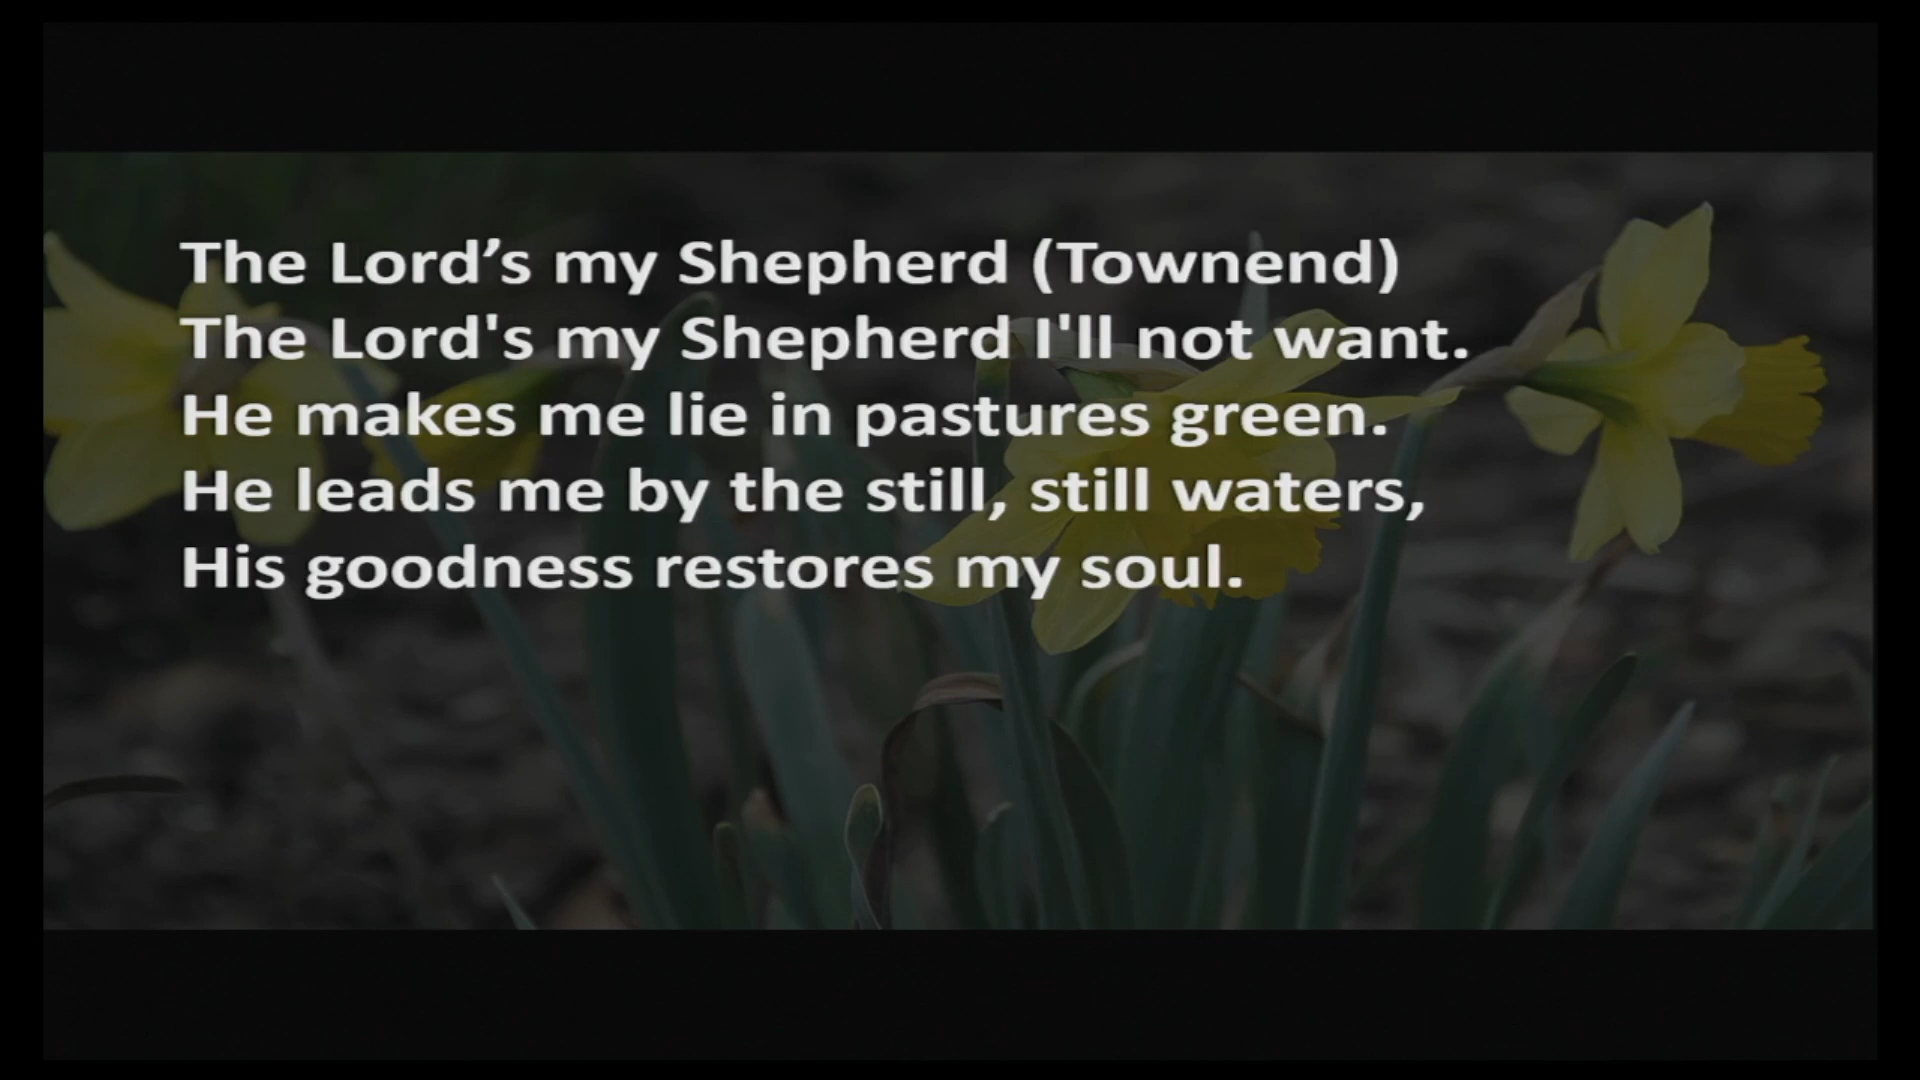 The Lord’s my Shepherd (Townend)
The Lord's my Shepherd I'll not want.
He makes me lie in pastures green.
He leads me by the still, still waters,
His goodness restores my soul.